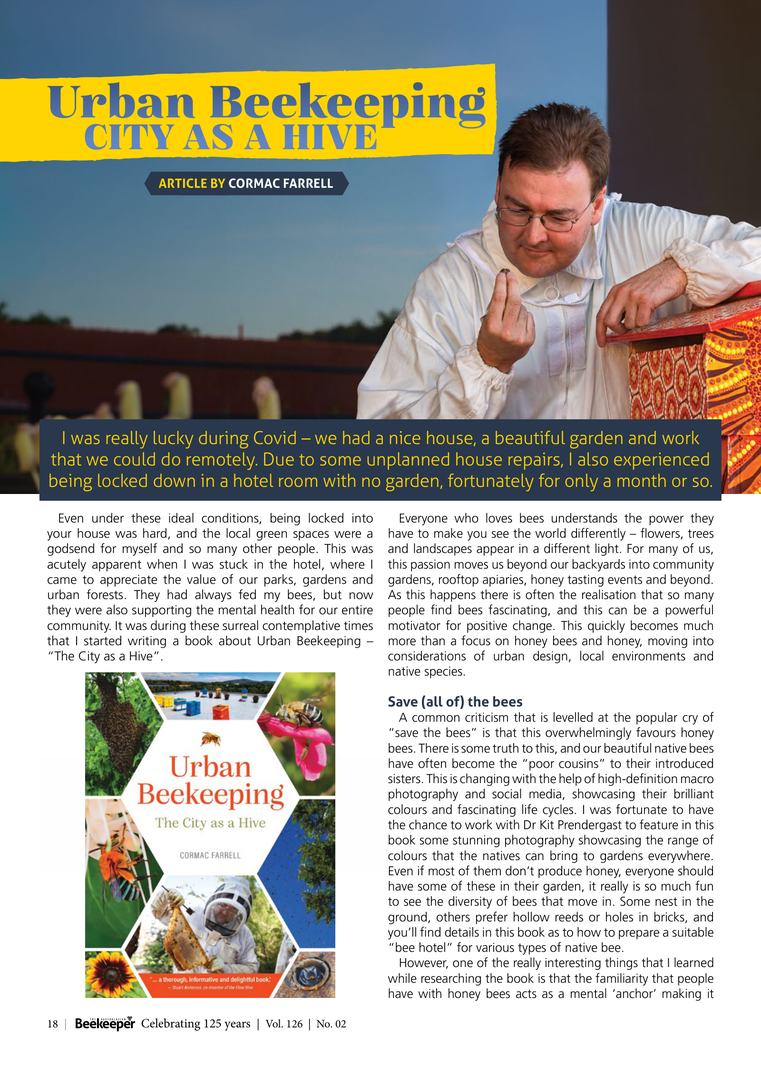 Urban Beekeeping
CITY AS A HIVE
ARTICLE BY CORMAC FARRELL
I was really lucky during Covid – we had a nice house, a beautiful garden and work
that we could do remotely. Due to some unplanned house repairs, I also experienced
being locked down in a hotel room with no garden, fortunately for only a month or so.
Even under these ideal conditions, being locked into
your house was hard, and the local green spaces were a
godsend for myself and so many other people. This was
acutely apparent when I was stuck in the hotel, where I
came to appreciate the value of our parks, gardens and
urban forests. They had always fed my bees, but now
they were also supporting the mental health for our entire
community. It was during these surreal contemplative times
that I started writing a book about Urban Beekeeping –
“The City as a Hive”.
Urban
Beekeeping
The City as a Hive
CORMAC FARRELL
‘... a thorough, informative and delightful book.’
Everyone who loves bees understands the power they
have to make you see the world differently – flowers, trees
and landscapes appear in a different light. For many of us,
this passion moves us beyond our backyards into community
gardens, rooftop apiaries, honey tasting events and beyond.
As this happens there is often the realisation that so many
people find bees fascinating, and this can be a powerful
motivator for positive change. This quickly becomes much
more than a focus on honey bees and honey, moving into
considerations of urban design, local environments and
native species.
Save (all of) the bees
A common criticism that is levelled at the popular cry of
“save the bees” is that this overwhelmingly favours honey
bees. There is some truth to this, and our beautiful native bees
have often become the “poor cousins” to their introduced
sisters. This is changing with the help of high-definition macro
photography and social media, showcasing their brilliant
colours and fascinating life cycles. I was fortunate to have
the chance to work with Dr Kit Prendergast to feature in this
book some stunning photography showcasing the range of
colours that the natives can bring to gardens everywhere.
Even if most of them don’t produce honey, everyone should
have some of these in their garden, it really is so much fun
to see the diversity of bees that move in. Some nest in the
ground, others prefer hollow reeds or holes in bricks, and
you’ll find details in this book as to how to prepare a suitable
“bee hotel” for various types of native bee.
However, one of the really interesting things that I learned
while researching the book is that the familiarity that people
have with honey bees acts as a mental ‘anchor’ making it
18 | Beekeeper Celebrating 125 years | Vol. 126 | No. 02